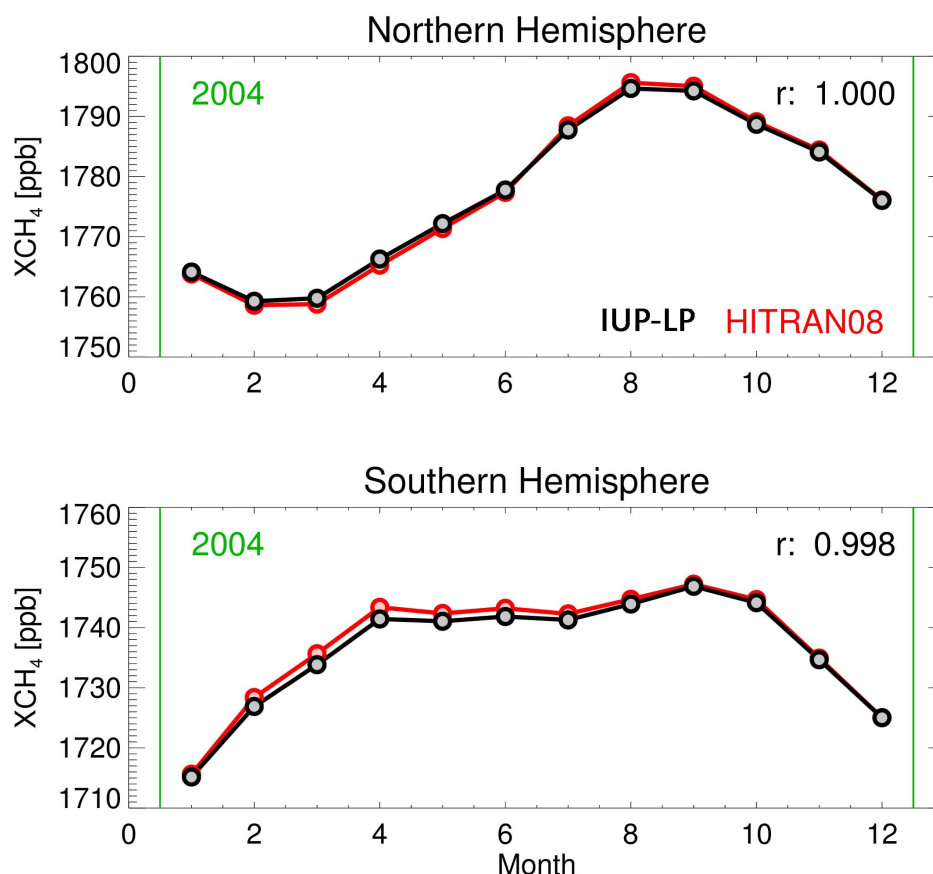 Northern Hemisphere
1800
2004
r: 1.000
1790
1780
1770
1760
1750
XCH₄ [ppb]
IUP-LP HITRAN08
0 2 4 6 8 10 12
Southern Hemisphere
1760
2004
r: 0.998
1750
1740
1730
1720
1710
XCH₄ [ppb]
0 2 4 6 8 10 12
Month